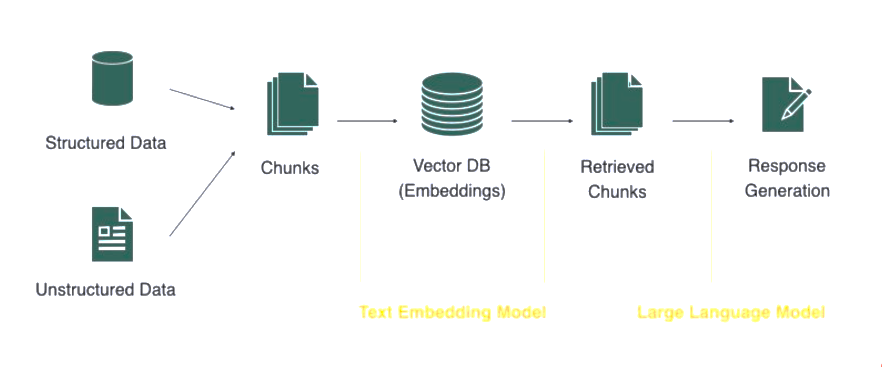 Structured Data
Unstructured Data
Chunks
Vector DB
(Embeddings)
Retrieved
Chunks
Response
Generation
Text Embedding Model
Large Language Model